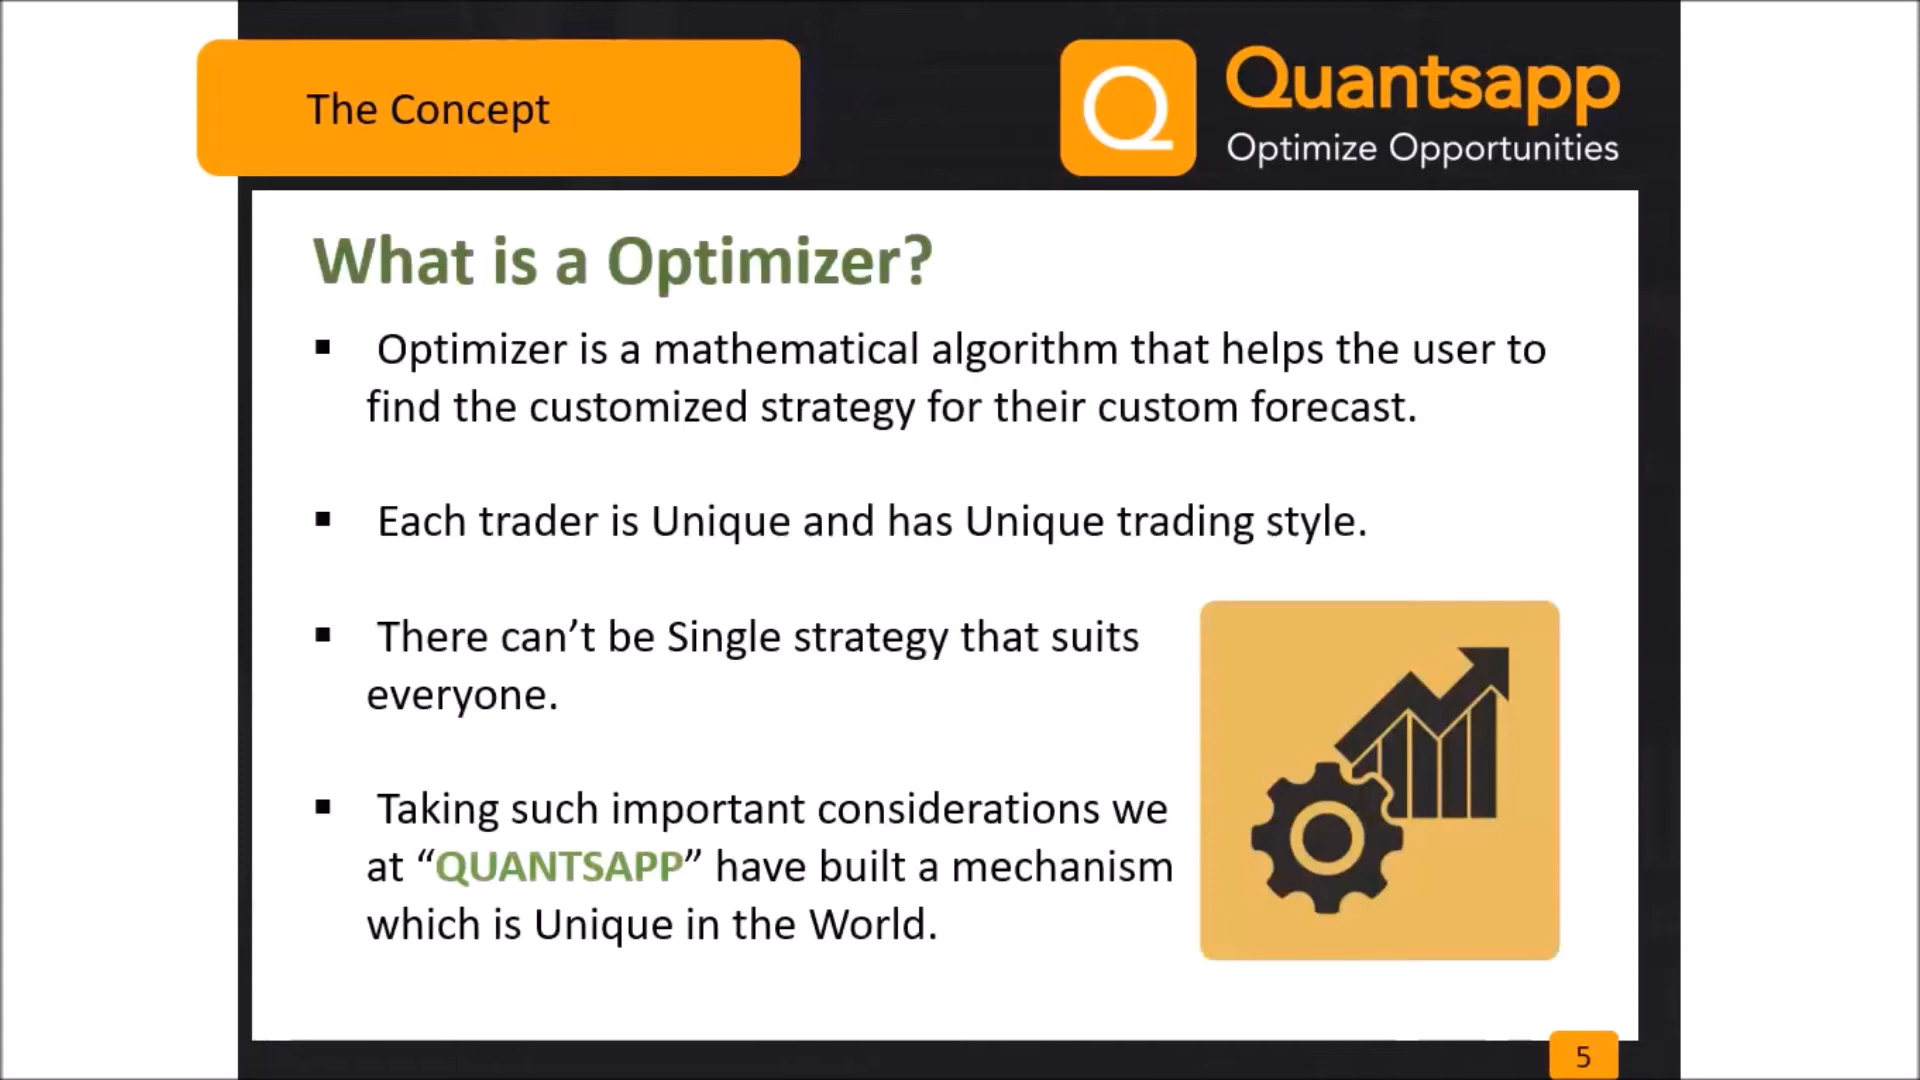 The Concept
Q
Quantsapp
Optimize Opportunities
What is a Optimizer?
▪ Optimizer is a mathematical algorithm that helps the user to
find the customized strategy for their custom forecast.
▪ Each trader is Unique and has Unique trading style.
▪ There can’t be Single strategy that suits
everyone.
▪ Taking such important considerations we
at “QUANTSAPP” have built a mechanism
which is Unique in the World.
5